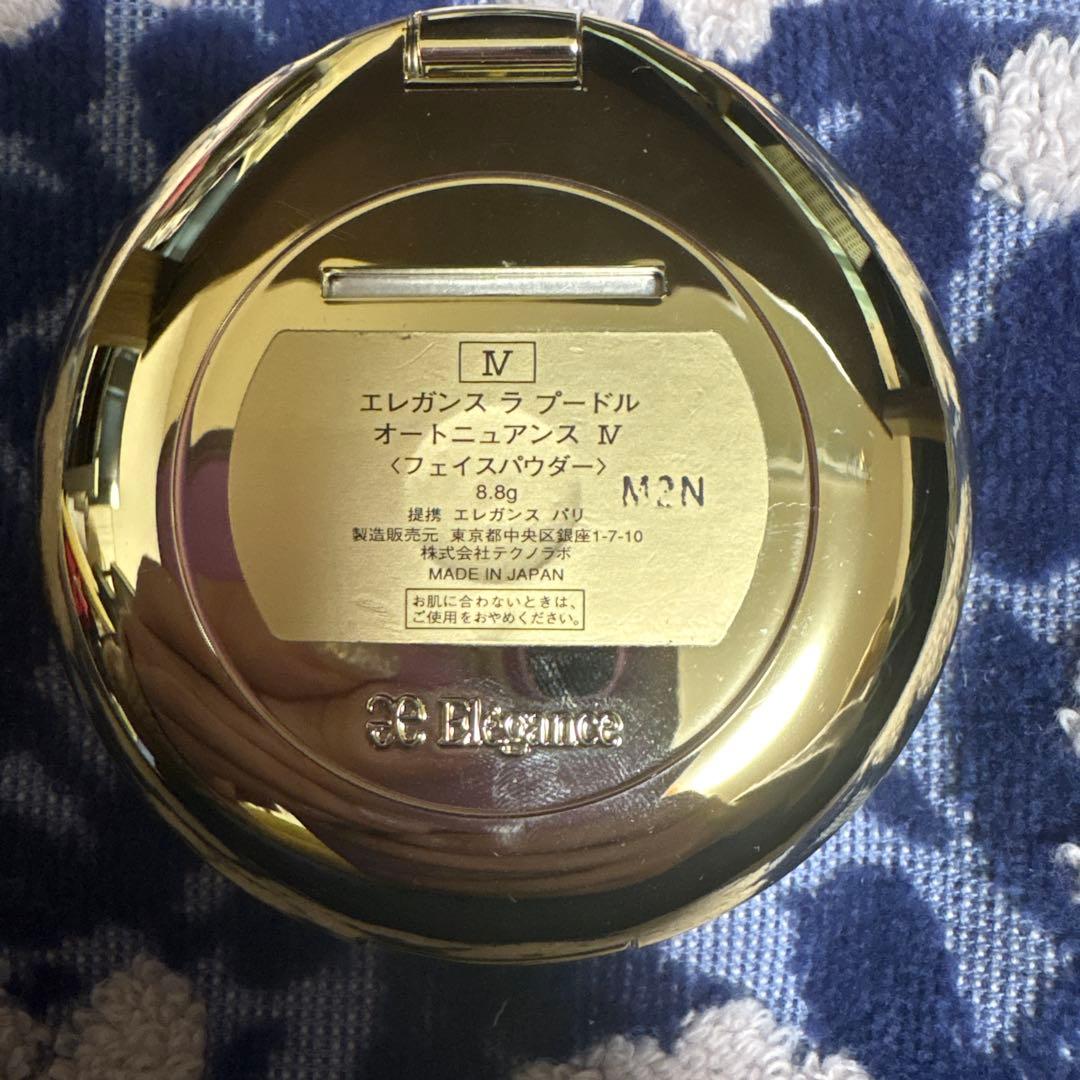 Ⅳ
エレガンス ラ プードル
オートニュアンス Ⅳ
〈フェイスパウダー〉
8.8g
M2N
提携 エレガンス パリ
製造販売元 東京都中央区銀座1-7-10
株式会社テクノラボ
MADE IN JAPAN
お肌に合わないときは、
ご使用をおやめください。
Elégance